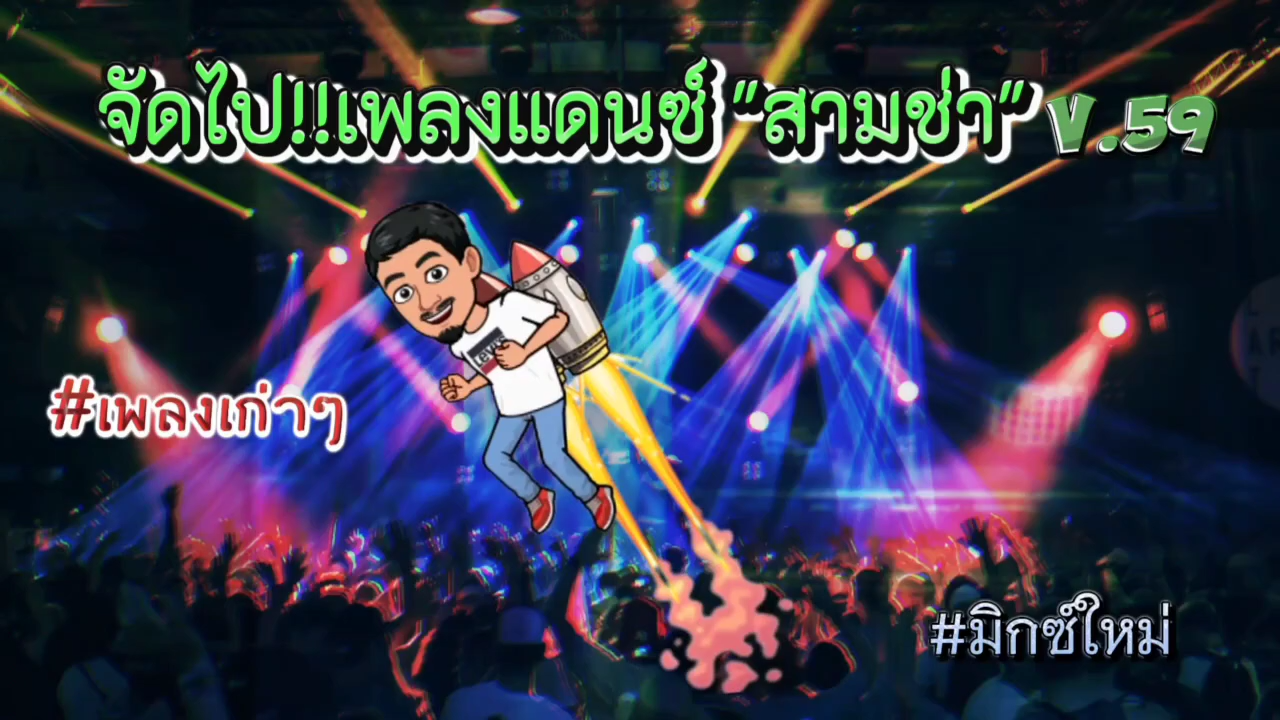 จัดไป!!เพลงแดนซ์ "สามช่า" V.59
Levi's
#เพลงเก่าๆ
#มิกซ์ใหม่